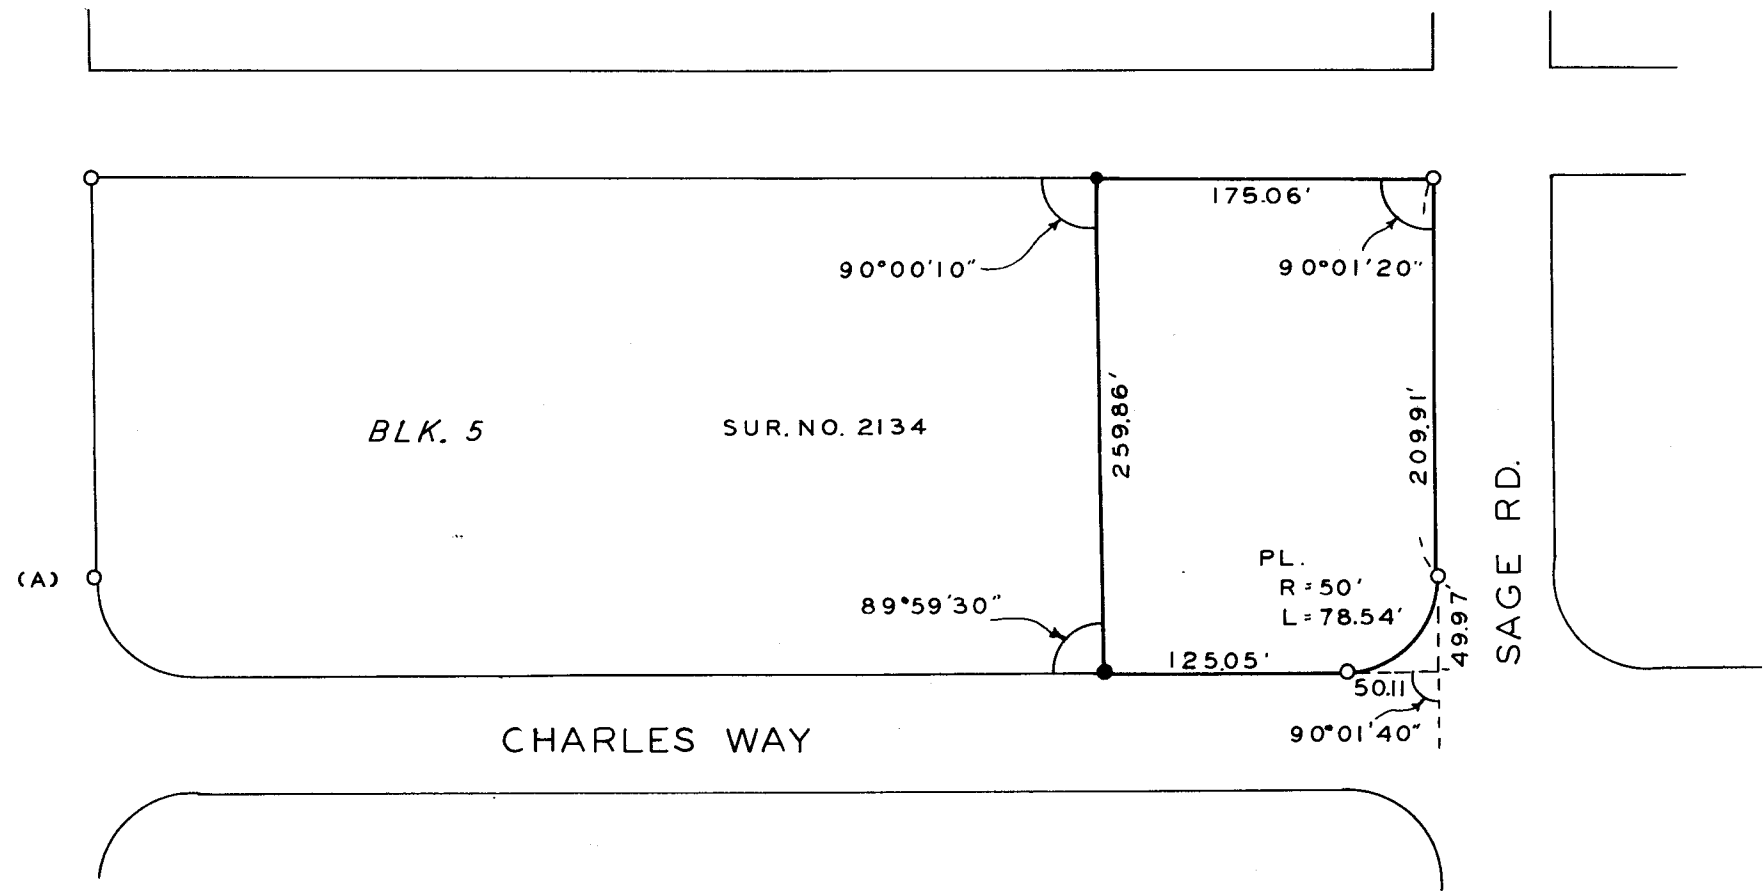 175.06'
90°00'10"
90°01'20"
259.86'
209.91'
BLK. 5
SUR. NO. 2134
SAGE RD.
(A)
PL.
R = 50'
L = 78.54'
89°59'30"
125.05'
49.97
50.11
90°01'40"
CHARLES WAY